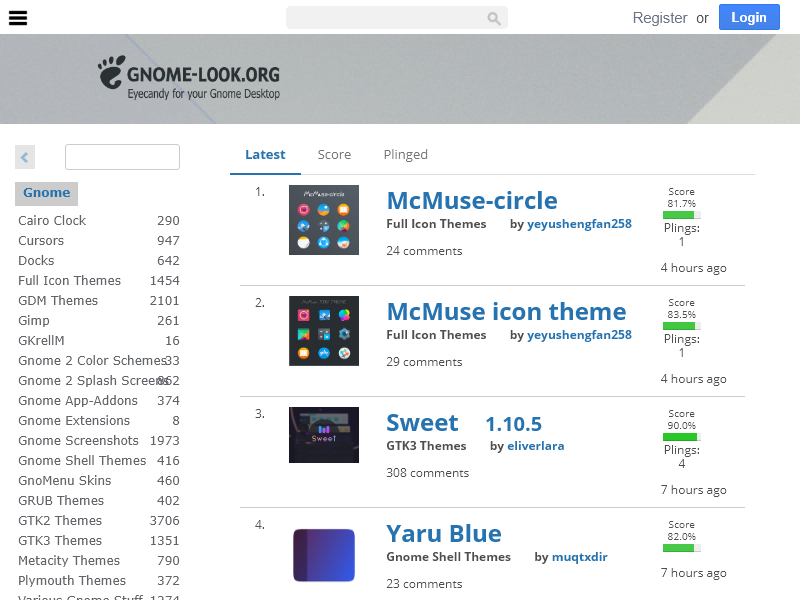 Register or Login
GNOME-LOOK.ORG
Eyecandy for your Gnome Desktop
Gnome
Cairo Clock 290
Cursors 947
Docks 642
Full Icon Themes 1454
GDM Themes 2101
Gimp 261
GKrellM 16
Gnome 2 Color Schemes 33
Gnome 2 Splash Screens 862
Gnome App-Addons 374
Gnome Extensions 8
Gnome Screenshots 1973
Gnome Shell Themes 416
GnoMenu Skins 460
GRUB Themes 402
GTK2 Themes 3706
GTK3 Themes 1351
Metacity Themes 790
Plymouth Themes 372
Various Gnome Stuff 1274
Latest Score Plinged
1.
McMuse-circle
McMuse-circle
Full Icon Themes by yeyushengfan258
24 comments
Score
81.7%
Plings:
1
4 hours ago
2.
McMuse icon theme
Full Icon Themes by yeyushengfan258
29 comments
Score
83.5%
Plings:
1
4 hours ago
3.
Sweet
Sweet 1.10.5
GTK3 Themes by eliverlara
308 comments
Score
90.0%
Plings:
4
7 hours ago
4.
Yaru Blue
Gnome Shell Themes by muqtxdir
23 comments
Score
82.0%
7 hours ago